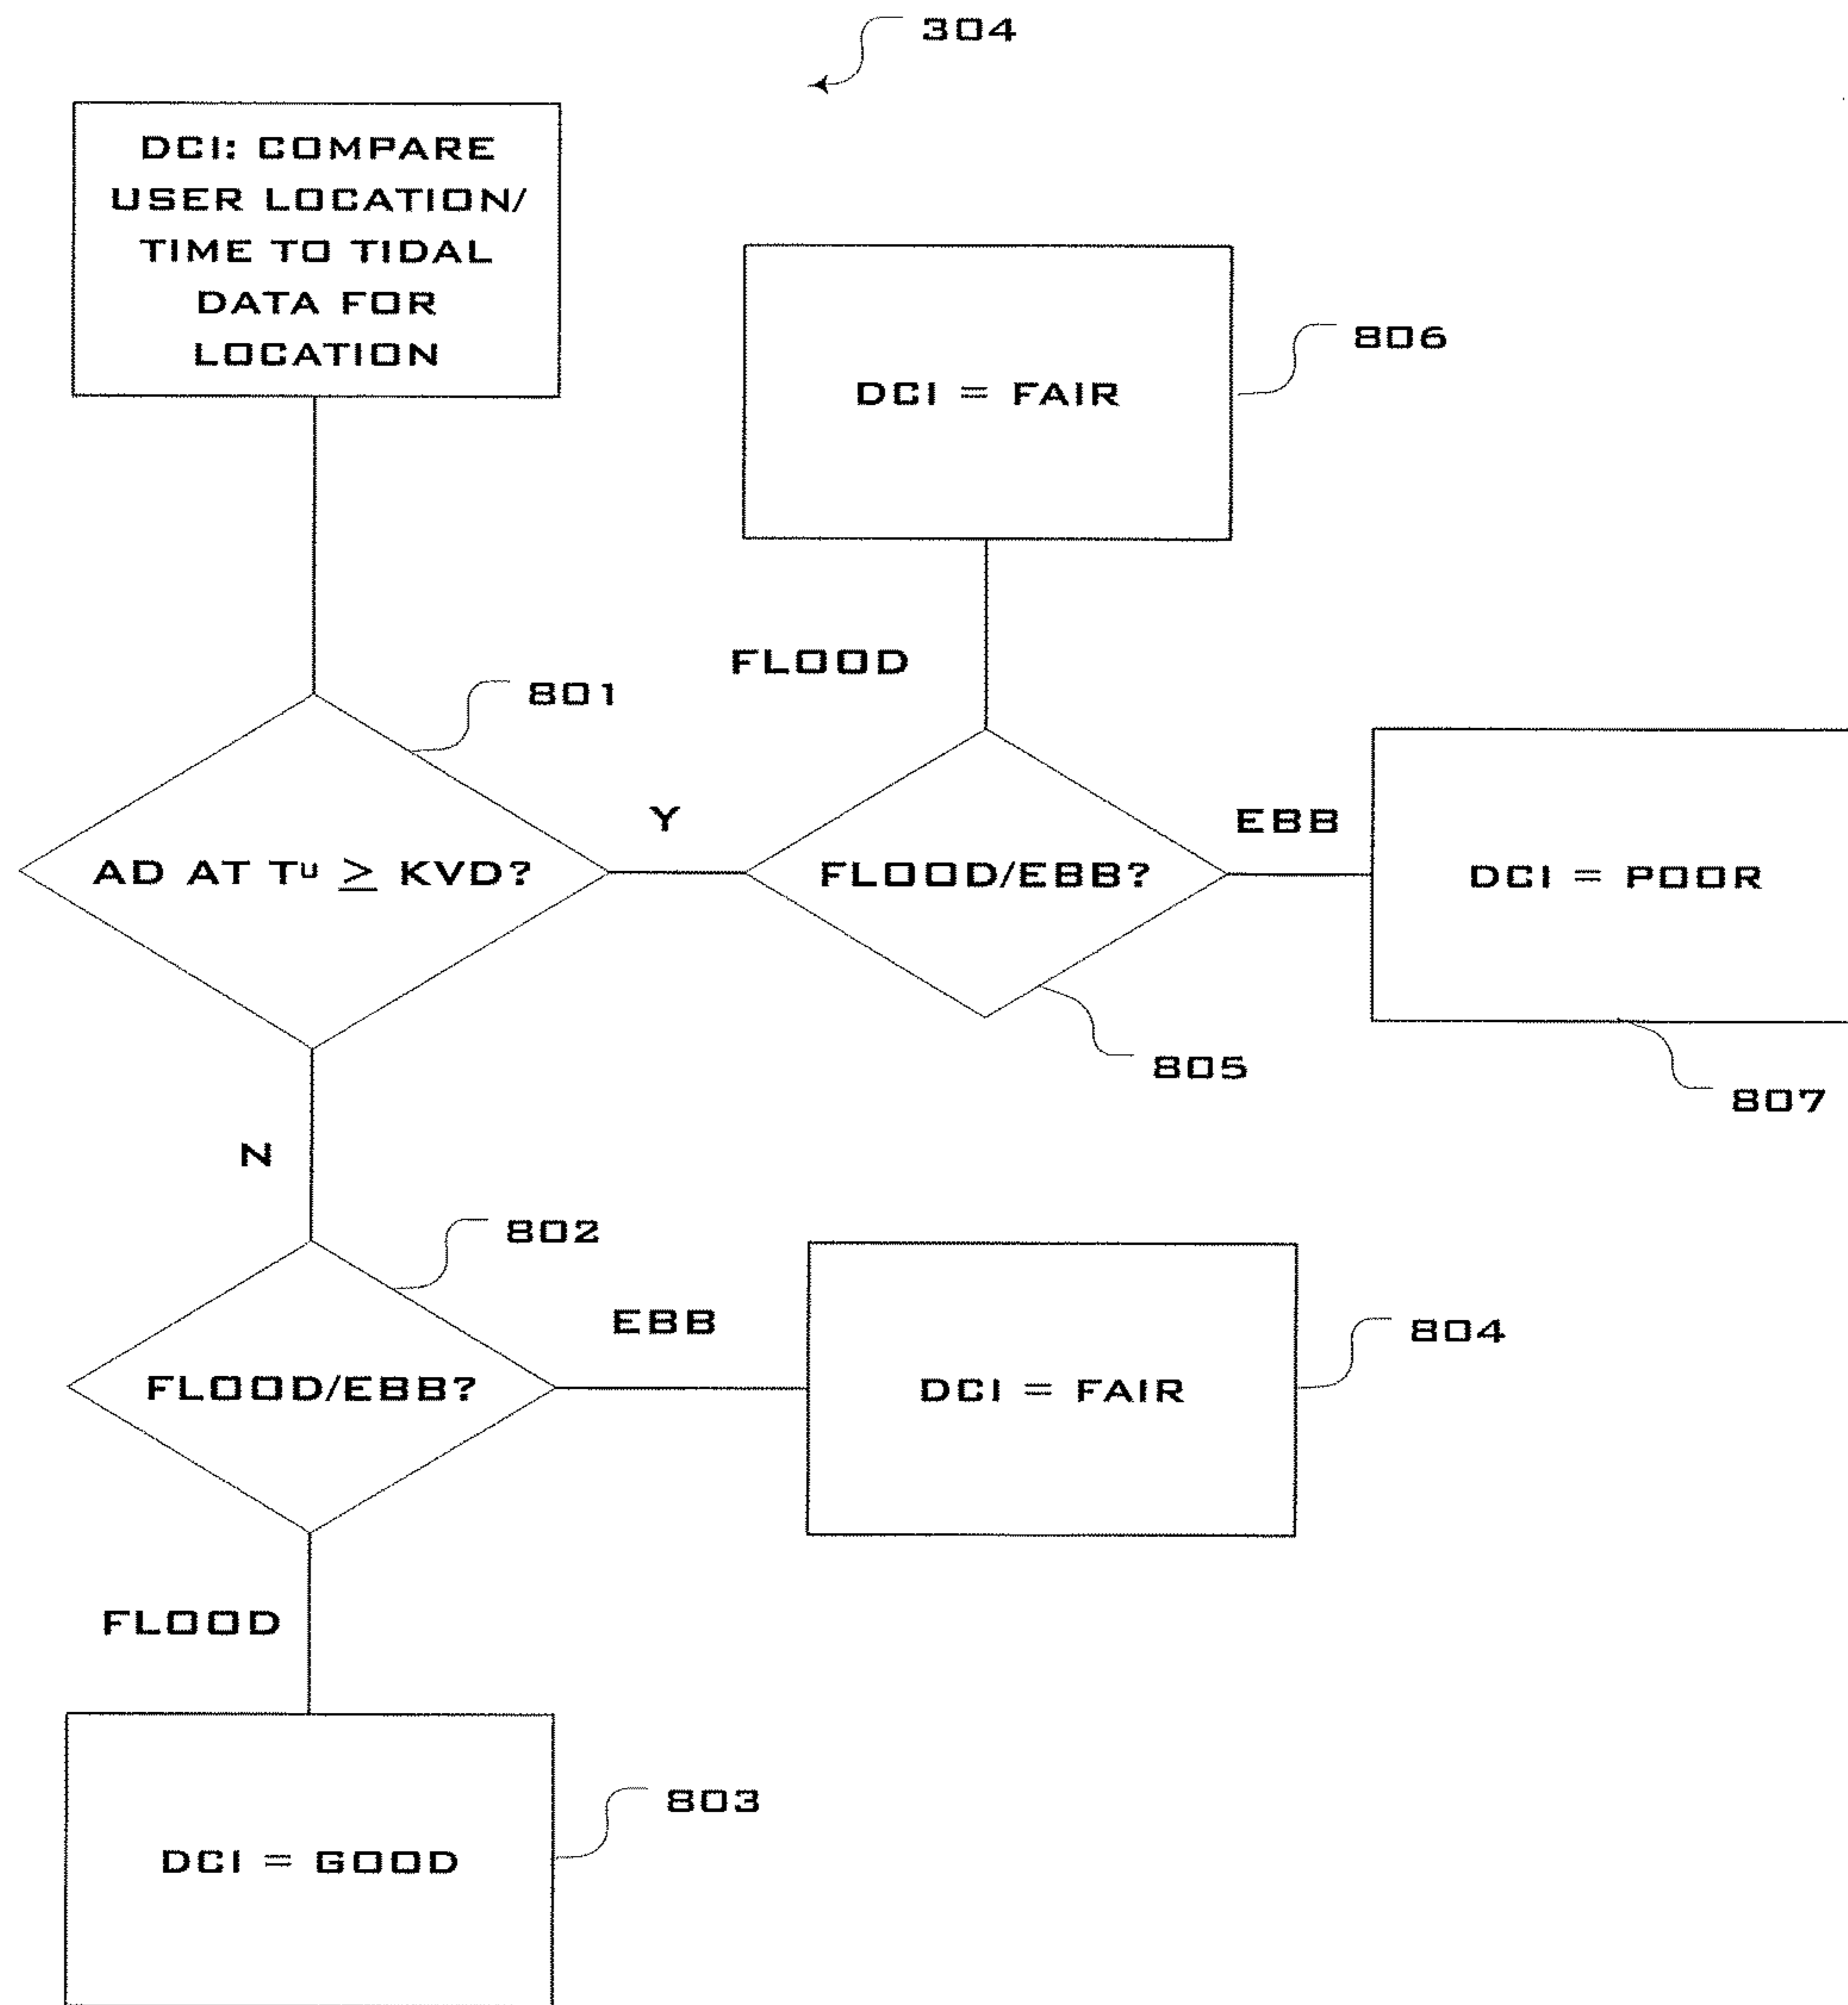 304
DCI: COMPARE
USER LOCATION/
TIME TO TIDAL
DATA FOR
LOCATION
806
DCI = FAIR
FLOOD
801
Y
EBB
AD AT TU ≥ KVD?
FLOOD/EBB?
DCI = POOR
805
807
N
802
EBB
804
FLOOD/EBB?
DCI = FAIR
FLOOD
803
DCI = GOOD